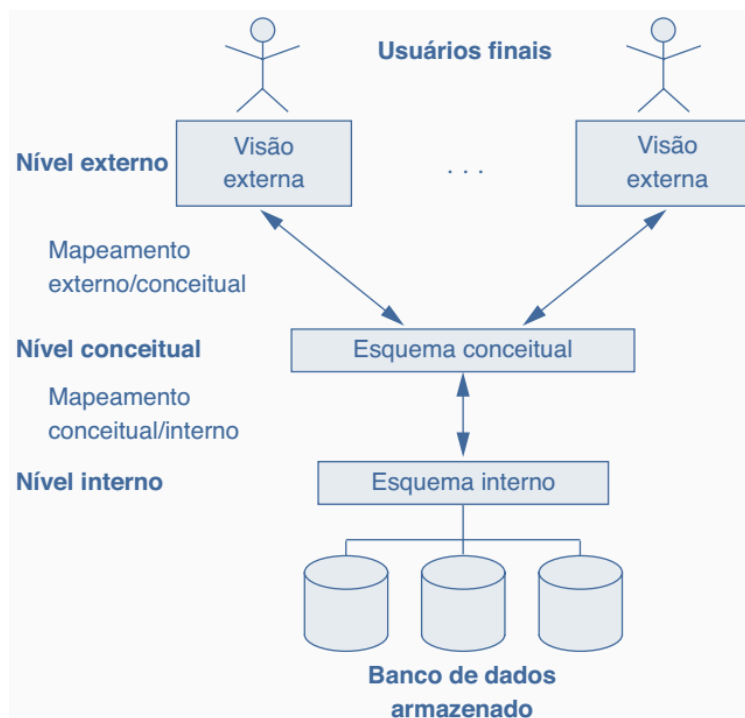 Usuários finais
Nível externo
Visão
externa
. . .
Visão
externa
Mapeamento
externo/conceitual
Nível conceitual
Esquema conceitual
Mapeamento
conceitual/interno
Nível interno
Esquema interno
Banco de dados
armazenado